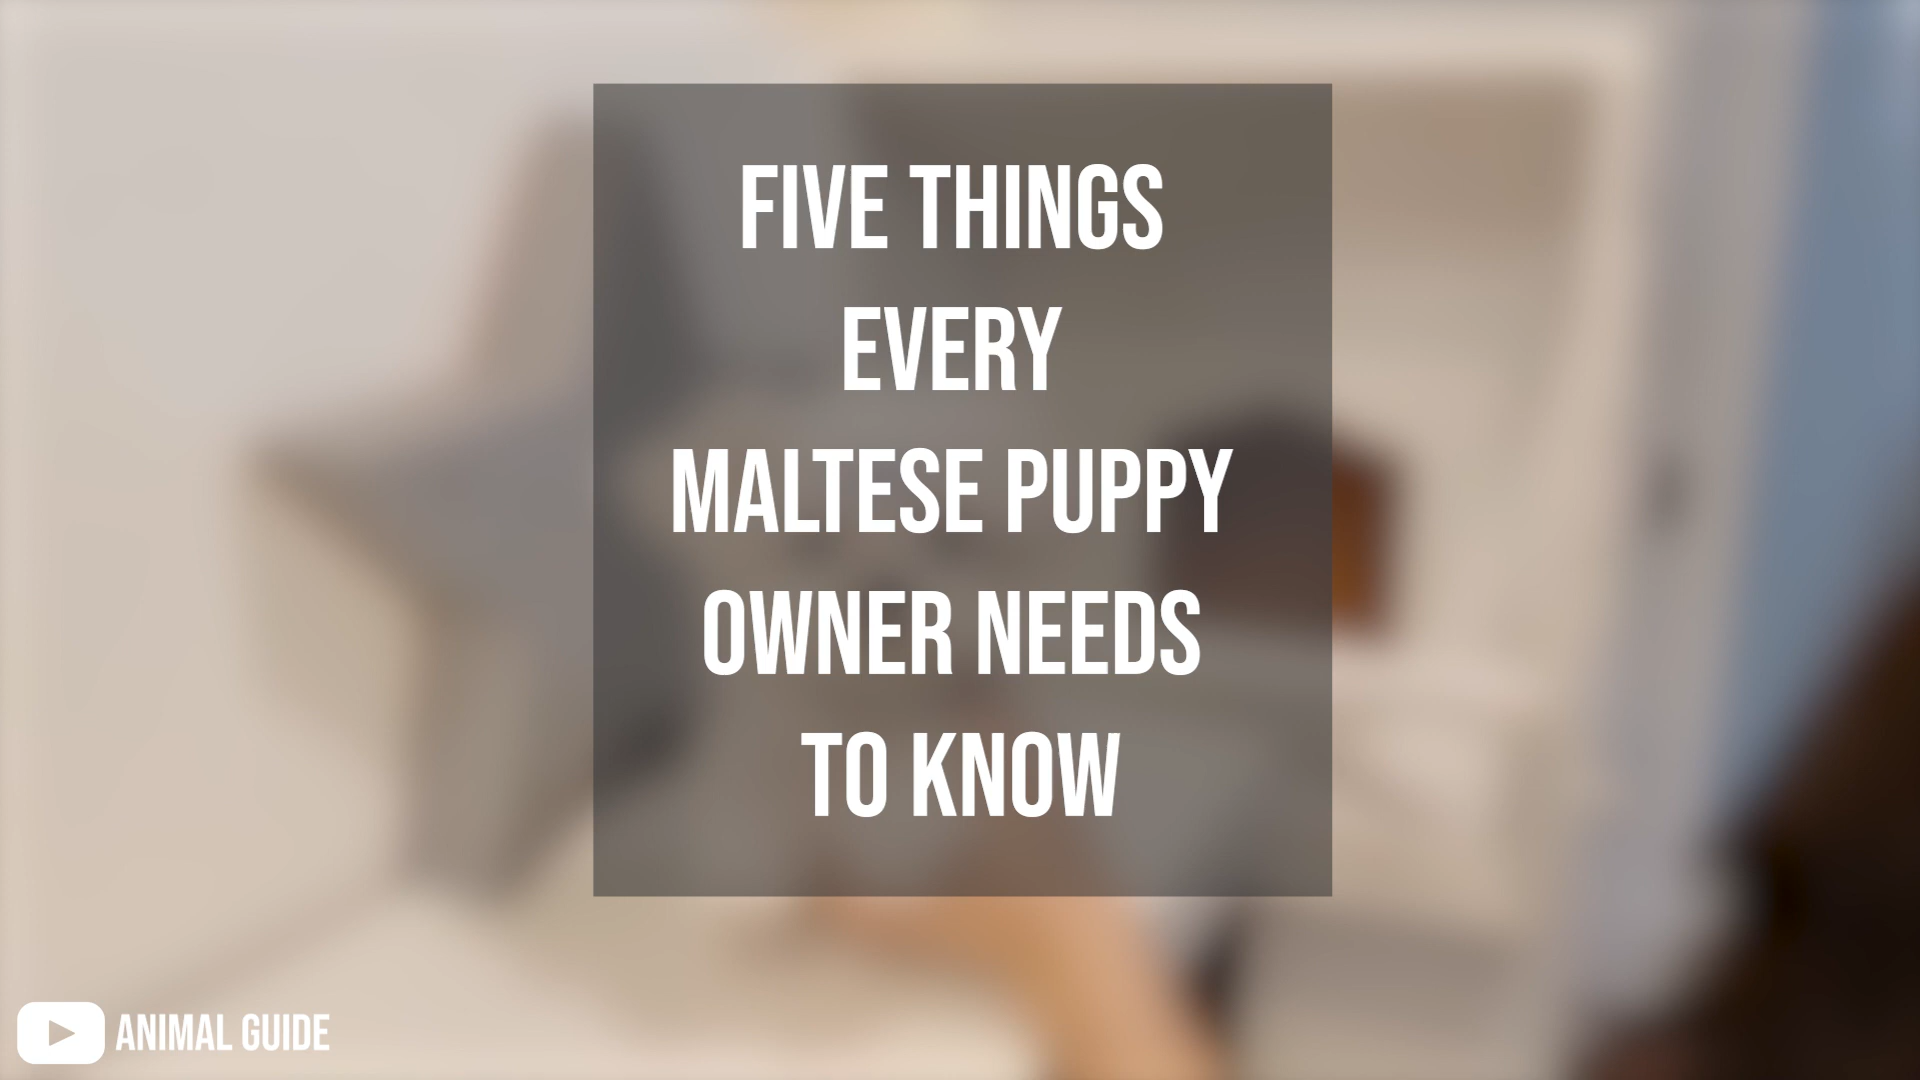 FIVE THINGS
EVERY
MALTESE PUPPY
OWNER NEEDS
TO KNOW
ANIMAL GUIDE